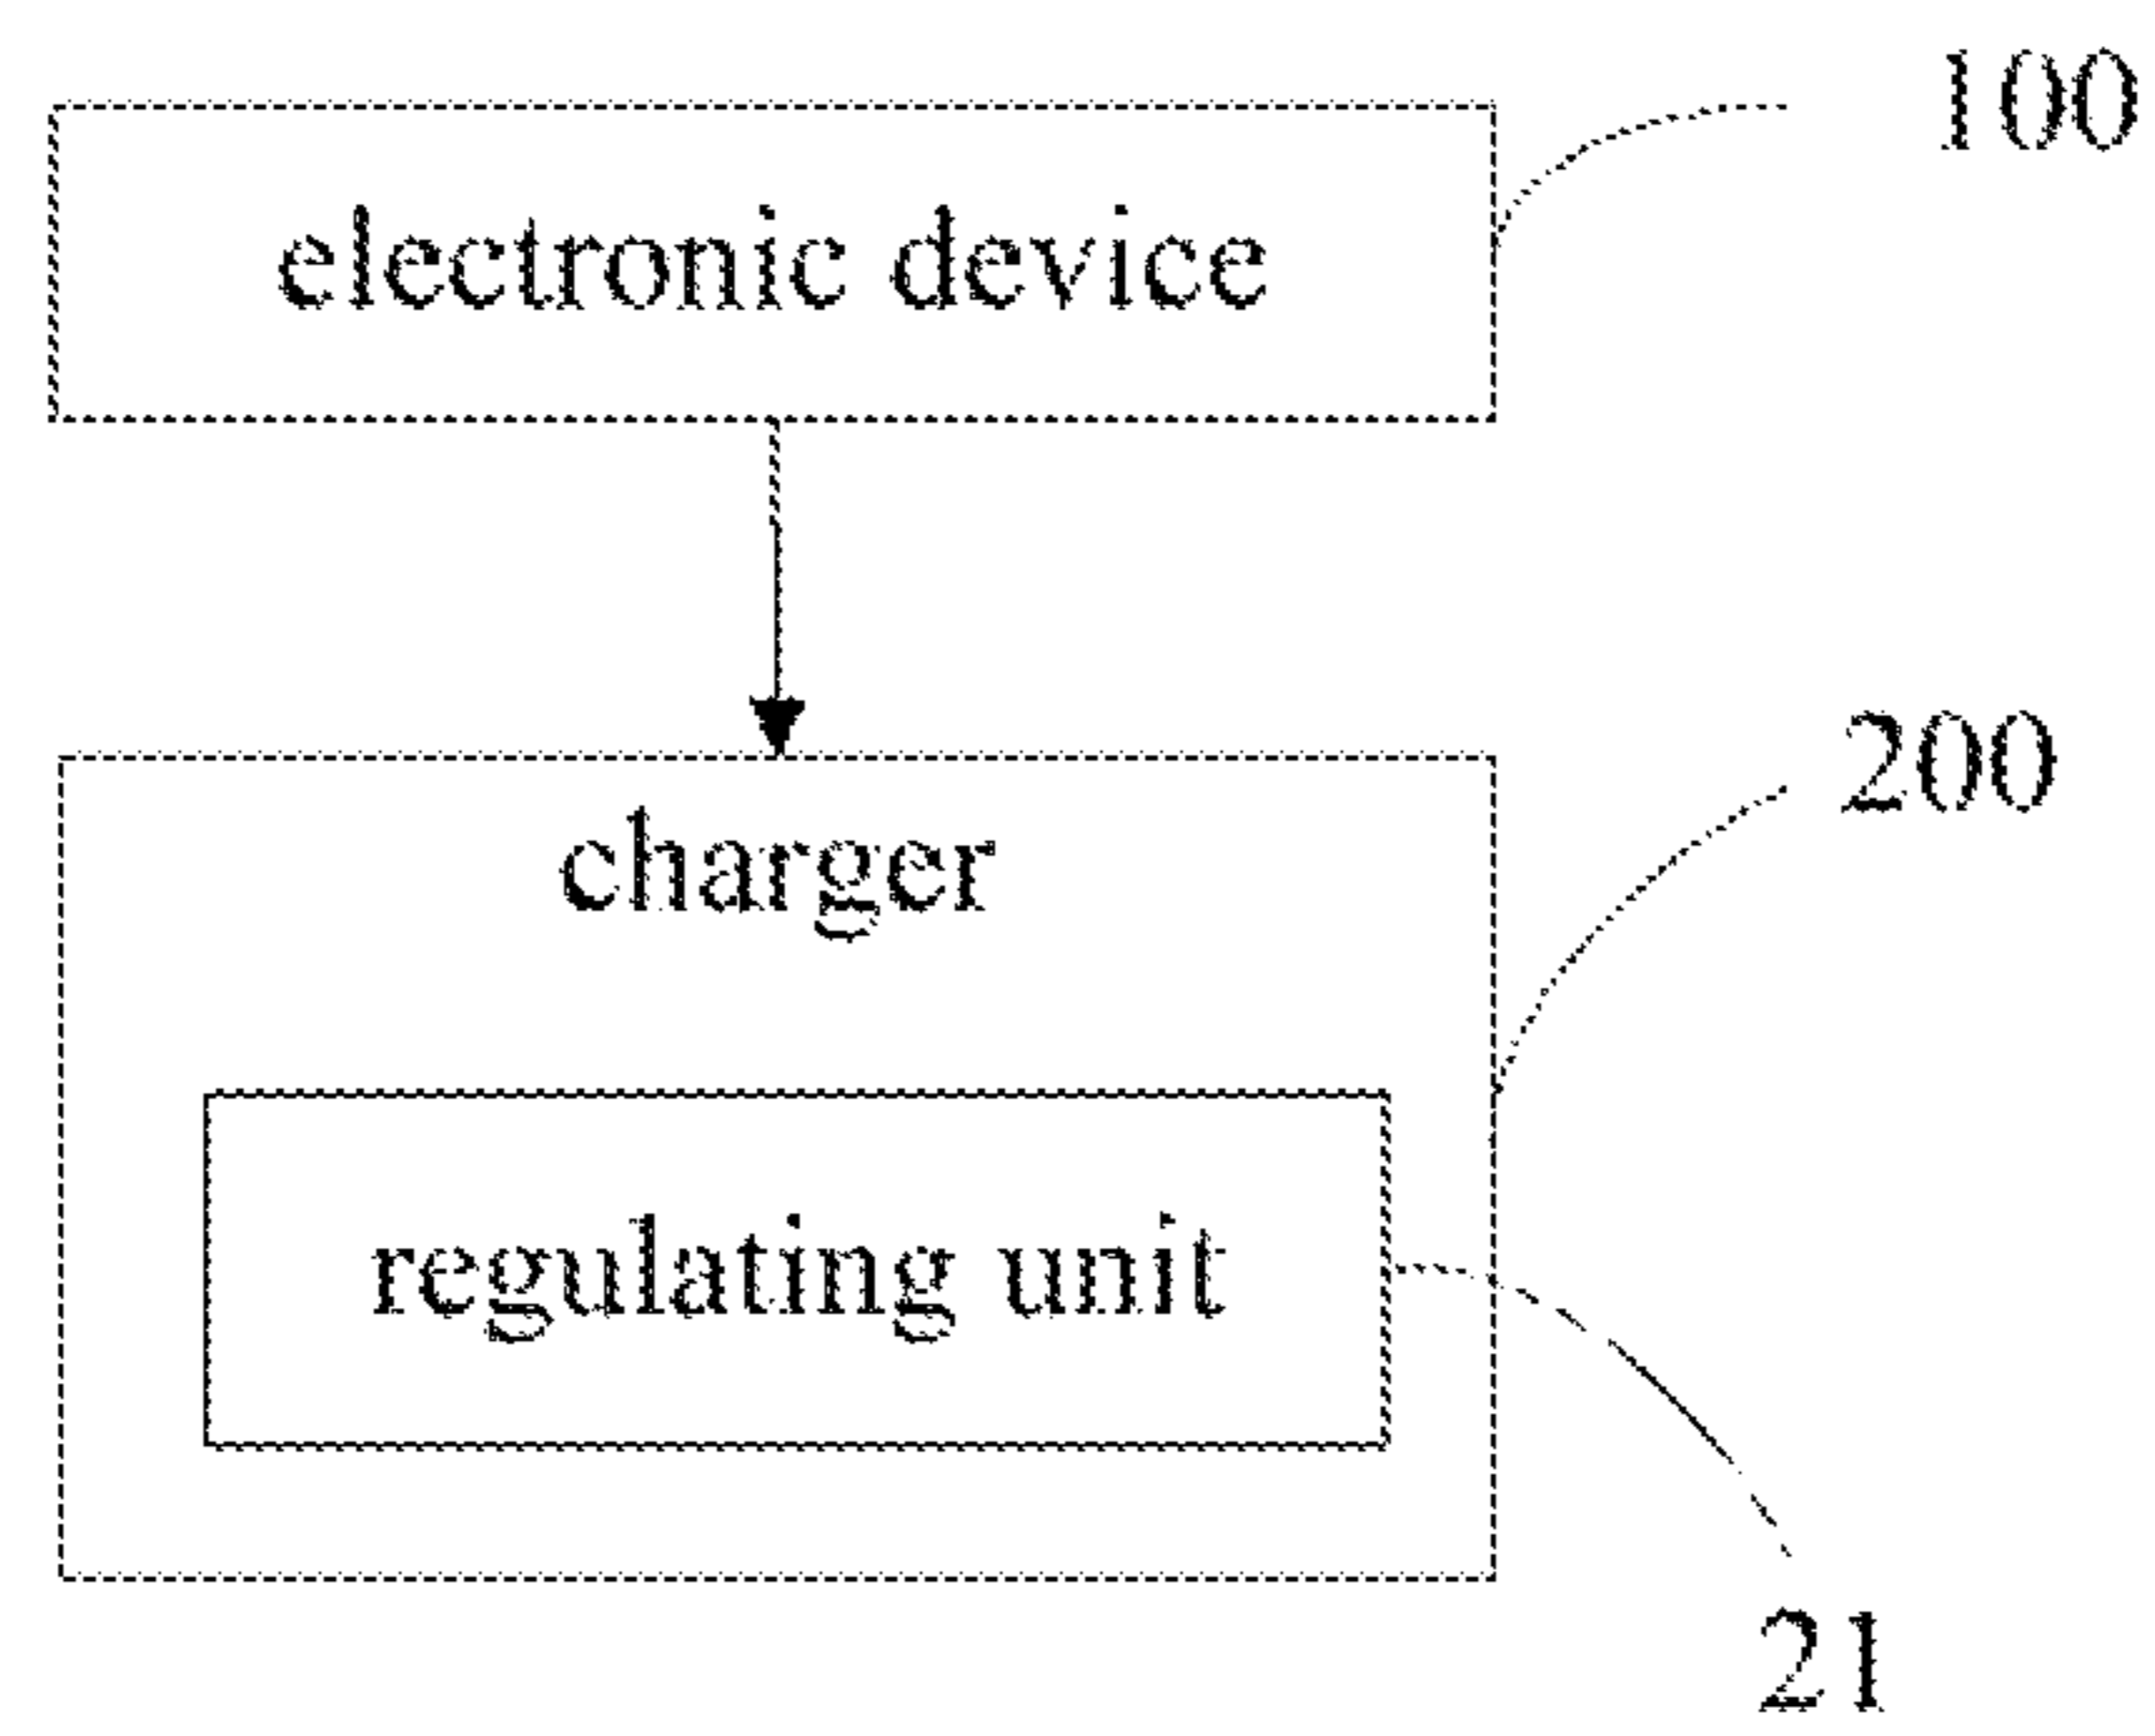 100
electronic device
200
charger
regulating unit
21